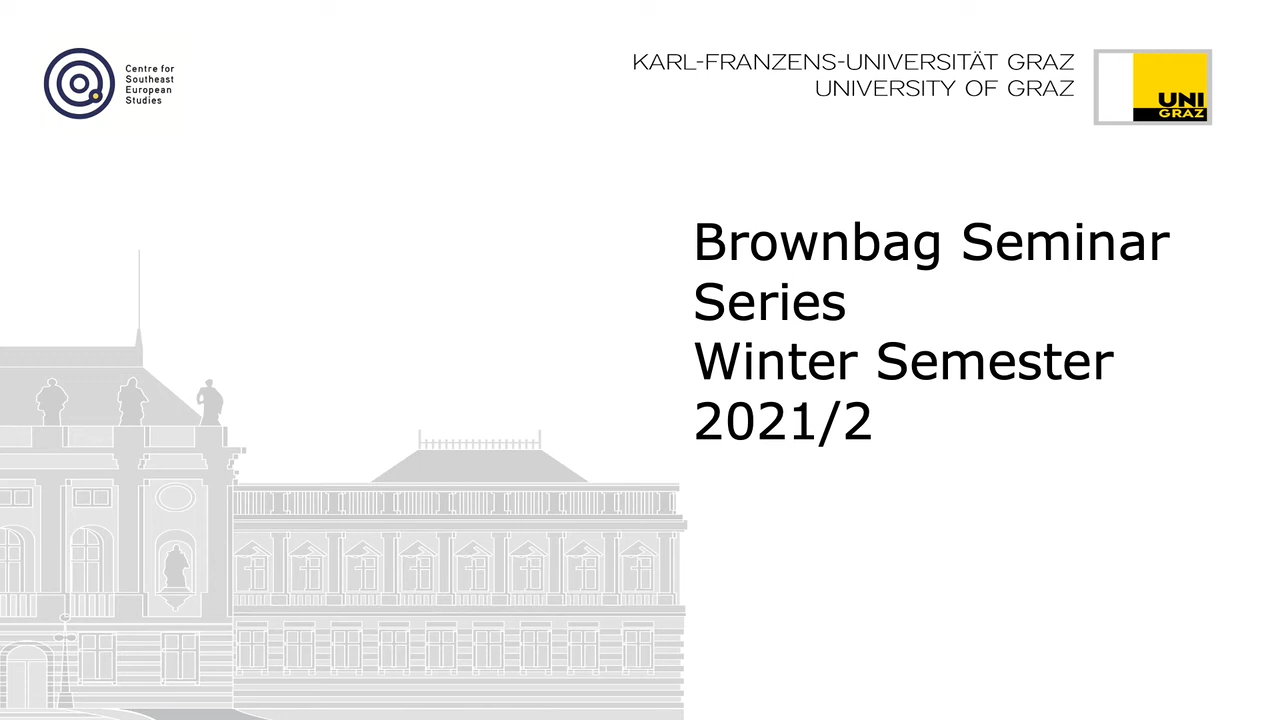 Centre for
Southeast
European
Studies
KARL-FRANZENS-UNIVERSITÄT GRAZ
UNIVERSITY OF GRAZ
UNI
GRAZ
Brownbag Seminar
Series
Winter Semester
2021/2